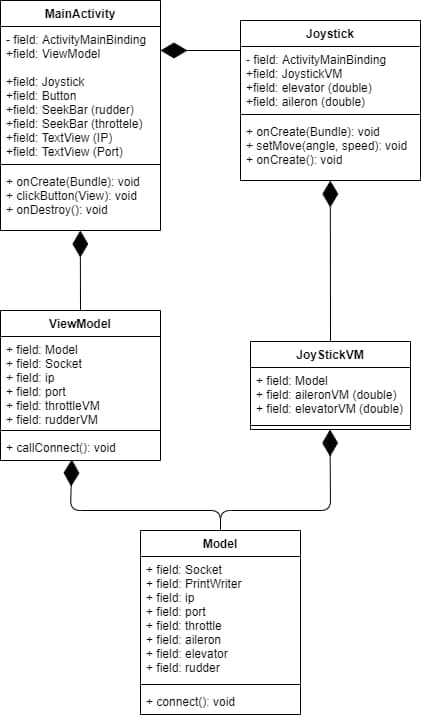 MainActivity
- field: ActivityMainBinding
+field: ViewModel
+field: Joystick
+field: Button
+field: SeekBar (rudder)
+field: SeekBar (throttele)
+field: TextView (IP)
+field: TextView (Port)
+ onCreate(Bundle): void
+ clickButton(View): void
+ onDestroy(): void
Joystick
- field: ActivityMainBinding
+field: JoystickVM
+field: elevator (double)
+field: aileron (double)
+ onCreate(Bundle): void
+ setMove(angle, speed): void
+ onCreate(): void
ViewModel
+ field: Model
+ field: Socket
+ field: ip
+ field: port
+ field: throttleVM
+ field: rudderVM
+ callConnect(): void
JoyStickVM
+ field: Model
+ field: aileronVM (double)
+ field: elevatorVM (double)
Model
+ field: Socket
+ field: PrintWriter
+ field: ip
+ field: port
+ field: throttle
+ field: aileron
+ field: elevator
+ field: rudder
+ connect(): void